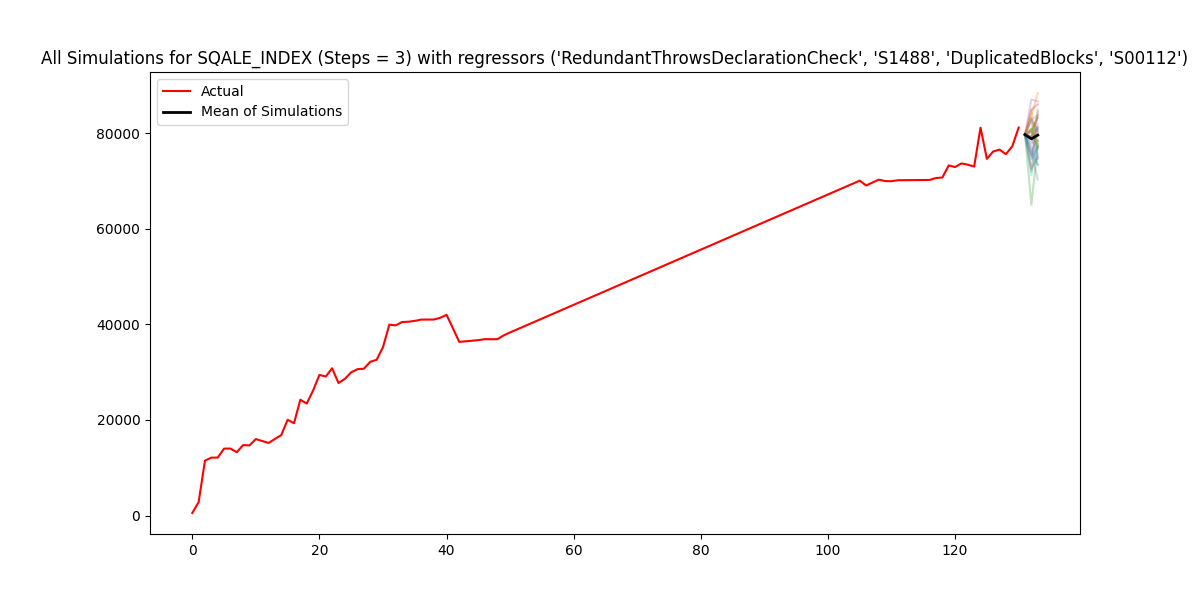 All Simulations for SQALE_INDEX (Steps = 3) with regressors ('RedundantThrowsDeclarationCheck', 'S1488', 'DuplicatedBlocks', 'S00112')
Actual
Mean of Simulations
80000
60000
40000
20000
0
0 20 40 60 80 100 120